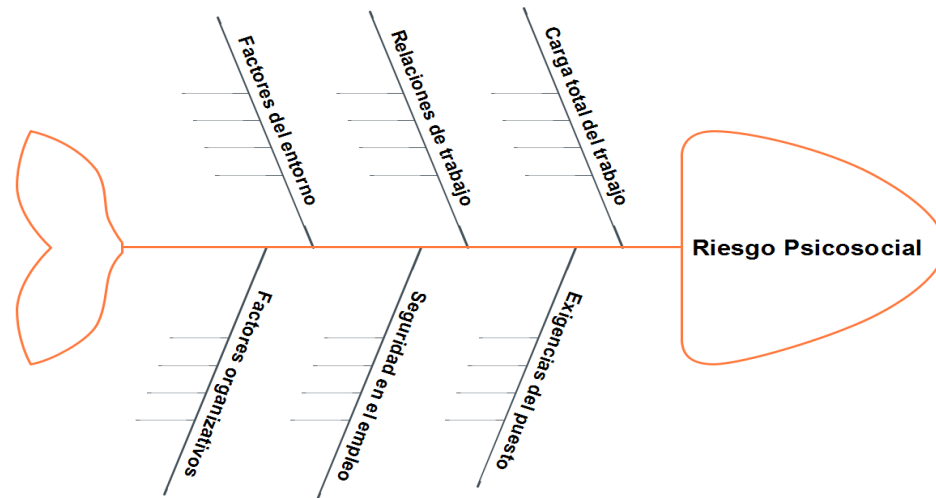 Factores del entorno
Relaciones de trabajo
Carga total del trabajo
Riesgo Psicosocial
Factores organizativos
Seguridad en el empleo
Exigencias del puesto